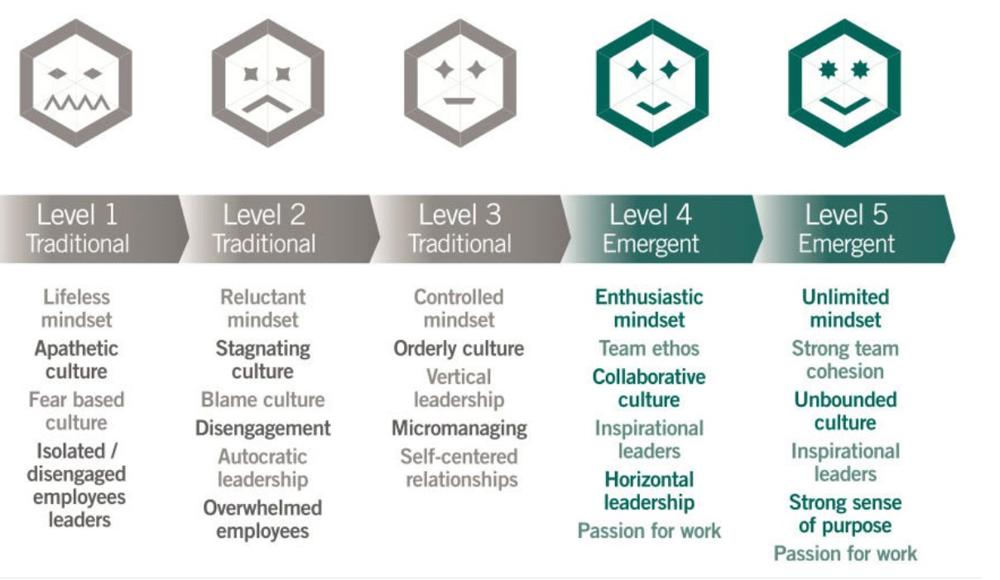 Level 1
Traditional
Level 2
Traditional
Level 3
Traditional
Level 4
Emergent
Level 5
Emergent
Lifeless
mindset
Apathetic
culture
Fear based
culture
Isolated /
disengaged
employees
leaders
Reluctant
mindset
Stagnating
culture
Blame culture
Disengagement
Autocratic
leadership
Overwhelmed
employees
Controlled
mindset
Orderly culture
Vertical
leadership
Micromanaging
Self-centered
relationships
Enthusiastic
mindset
Team ethos
Collaborative
culture
Inspirational
leaders
Horizontal
leadership
Passion for work
Unlimited
mindset
Strong team
cohesion
Unbounded
culture
Inspirational
leaders
Strong sense
of purpose
Passion for work